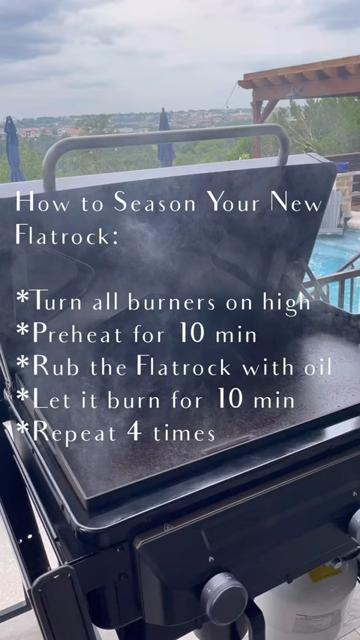 How to Season Your New
Flatrock:
*Turn all burners on high
*Preheat for 10 min
*Rub the Flatrock with oil
*Let it burn for 10 min
*Repeat 4 times